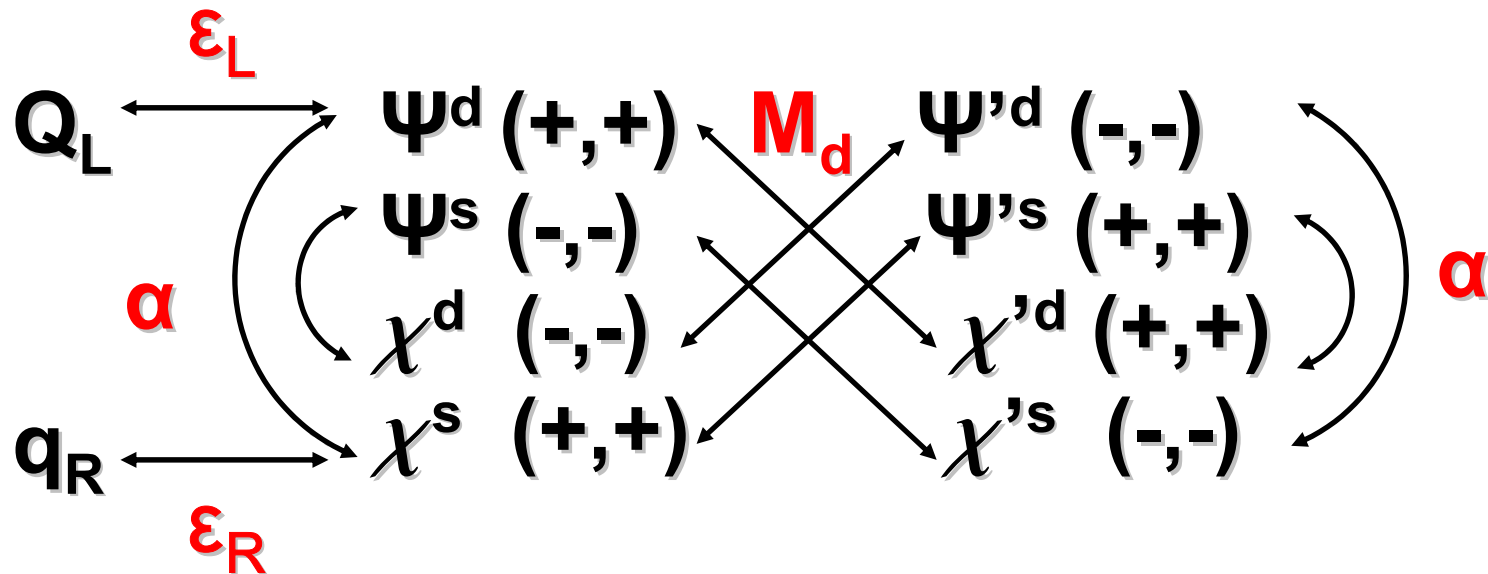 εL
QL Ψd (+,+) Md Ψ’d (-,-)
Ψs (-,-) Ψ’s (+,+)
α α
χd (-,-) χ’d (+,+)
χs (+,+) χ’s (-,-)
qR
εR